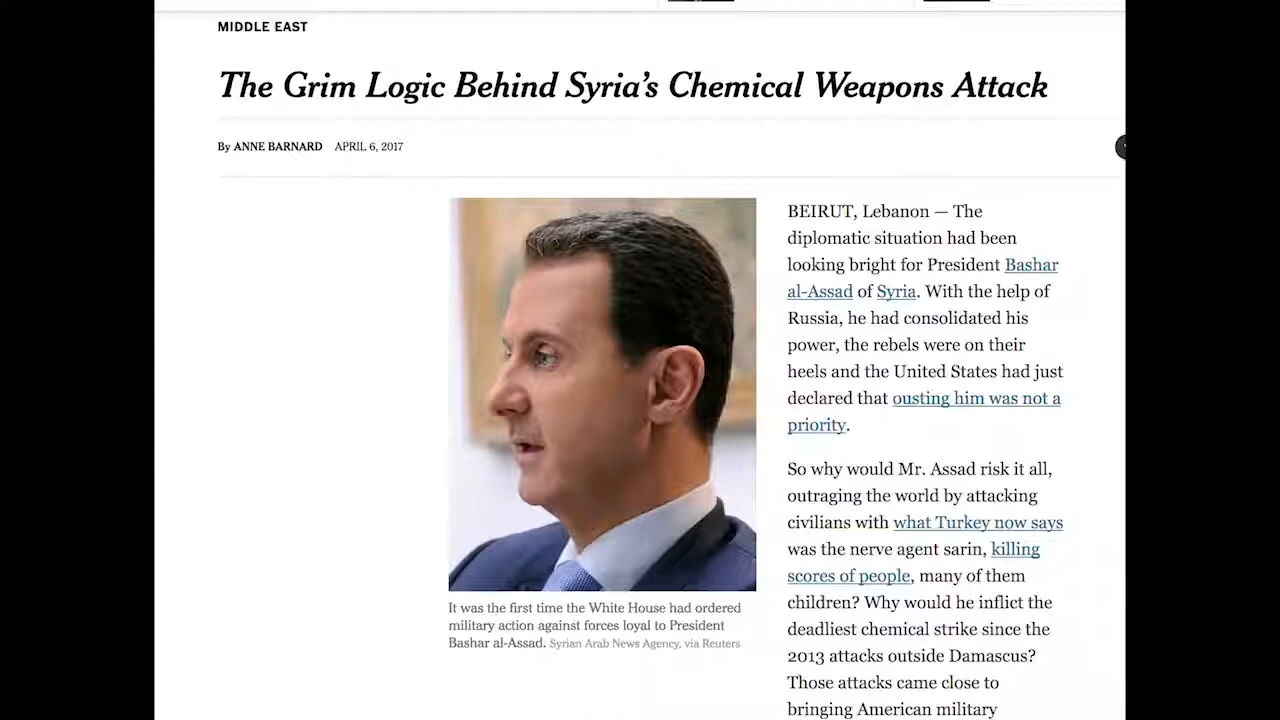 MIDDLE EAST
The Grim Logic Behind Syria's Chemical Weapons Attack
By ANNE BARNARD APRIL 6, 2017
It was the first time the White House had ordered
military action against forces loyal to President
Bashar al-Assad. Syrian Arab News Agency, via Reuters
BEIRUT, Lebanon — The
diplomatic situation had been
looking bright for President Bashar
al-Assad of Syria. With the help of
Russia, he had consolidated his
power, the rebels were on their
heels and the United States had just
declared that ousting him was not a
priority.
So why would Mr. Assad risk it all,
outraging the world by attacking
civilians with what Turkey now says
was the nerve agent sarin, killing
scores of people, many of them
children? Why would he inflict the
deadliest chemical strike since the
2013 attacks outside Damascus?
Those attacks came close to
bringing American military